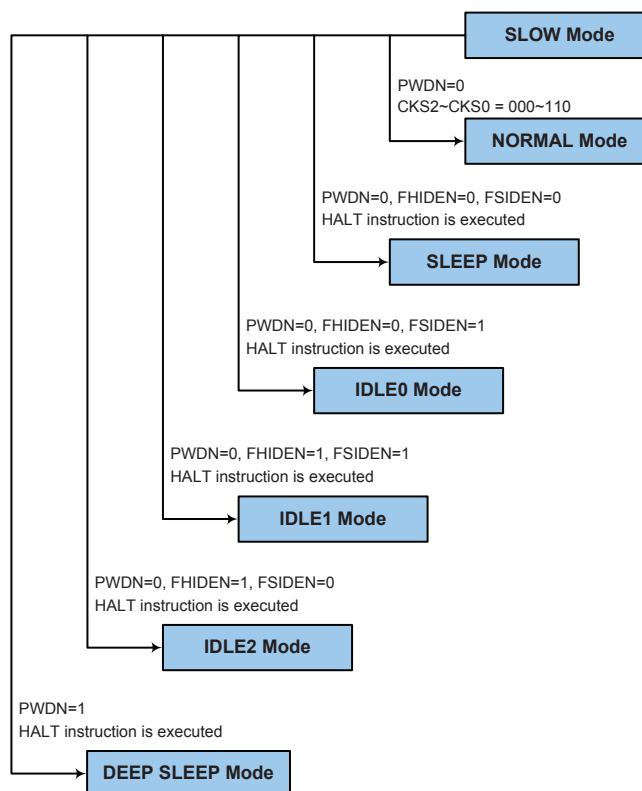 SLOW Mode
PWDN=0
CKS2~CKS0 = 000~110
NORMAL Mode
PWDN=0, FHIDEN=0, FSIDEN=0
HALT instruction is executed
SLEEP Mode
PWDN=0, FHIDEN=0, FSIDEN=1
HALT instruction is executed
IDLE0 Mode
PWDN=0, FHIDEN=1, FSIDEN=1
HALT instruction is executed
IDLE1 Mode
PWDN=0, FHIDEN=1, FSIDEN=0
HALT instruction is executed
IDLE2 Mode
PWDN=1
HALT instruction is executed
DEEP SLEEP Mode